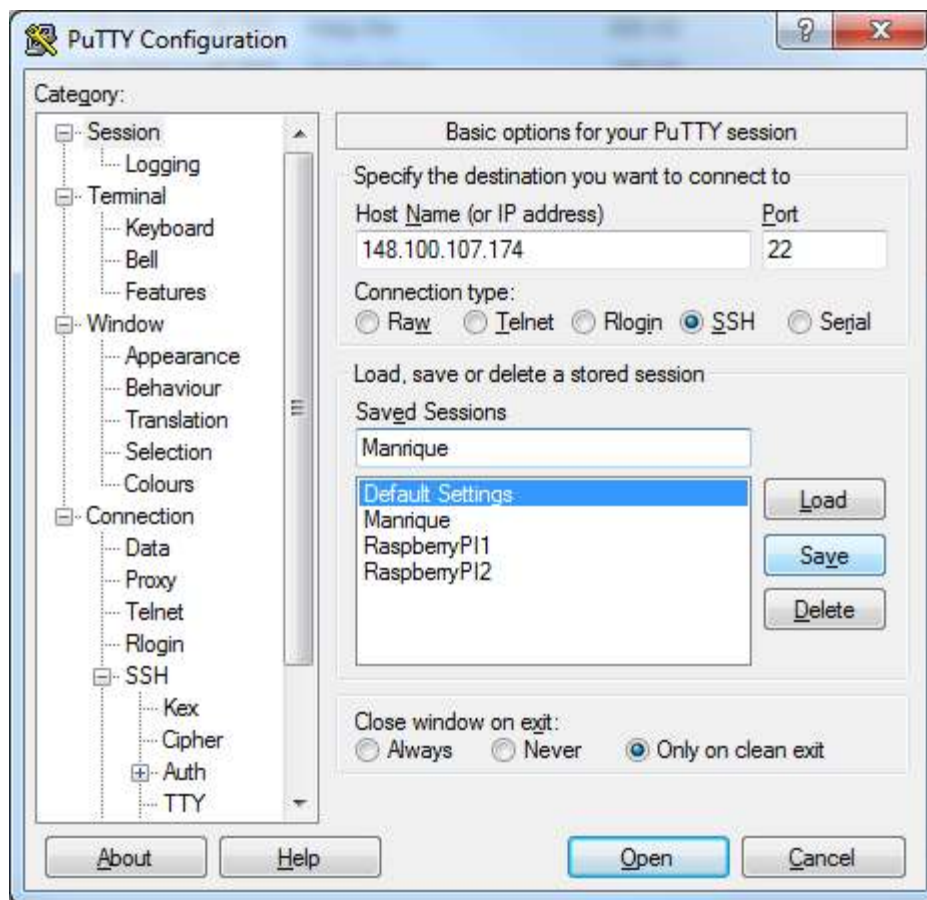 PuTTY Configuration
Category:
Session
Logging
Terminal
Keyboard
Bell
Features
Window
Appearance
Behaviour
Translation
Selection
Colours
Connection
Data
Proxy
Telnet
Rlogin
SSH
Kex
Cipher
Auth
TTY
Basic options for your PuTTY session
Specify the destination you want to connect to
Host Name (or IP address) Port
148.100.107.174 22
Connection type:
Raw Telnet Rlogin SSH Serial
Load, save or delete a stored session
Saved Sessions
Manrique
Default Settings
Manrique
RaspberryPI1
RaspberryPI2
Load
Save
Delete
Close window on exit:
Always Never Only on clean exit
About Help Open Cancel